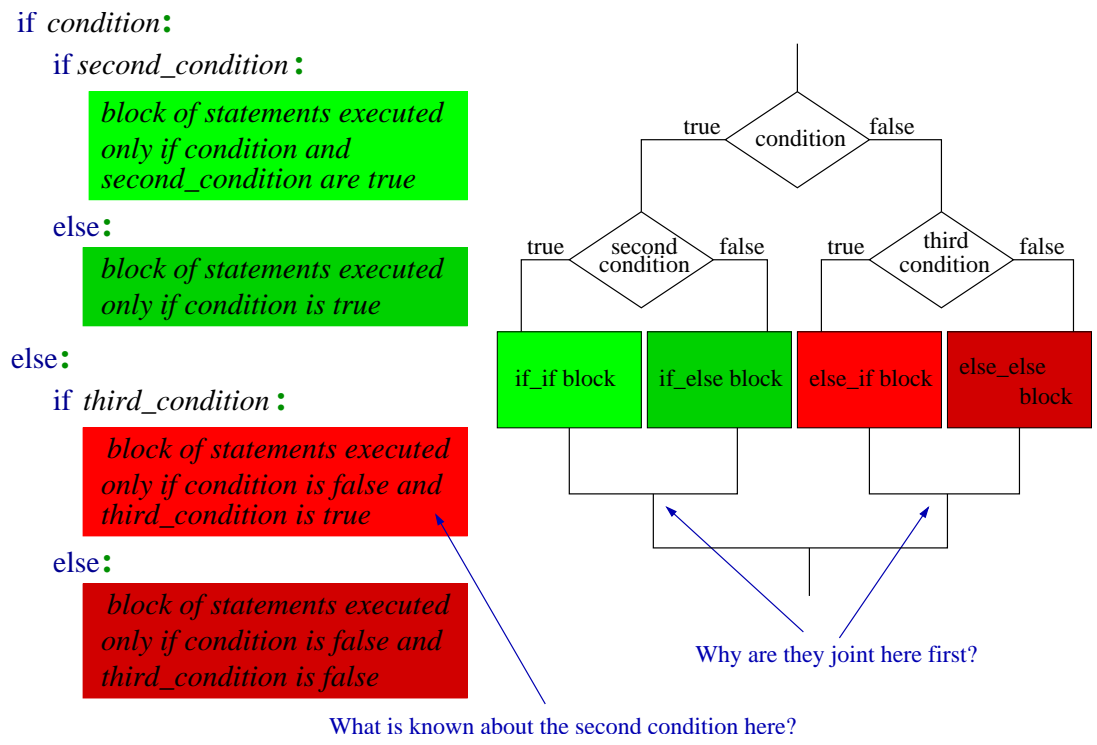 if condition:
if second_condition:
block of statements executed
only if condition and
second_condition are true
else:
block of statements executed
only if condition is true
else:
if third_condition:
block of statements executed
only if condition is false and
third_condition is true
else:
block of statements executed
only if condition is false and
third_condition is false
condition
true
false
second
condition
true
false
third
condition
true
false
if_if block
if_else block
else_if block
else_else
block
Why are they joint here first?
What is known about the second condition here?